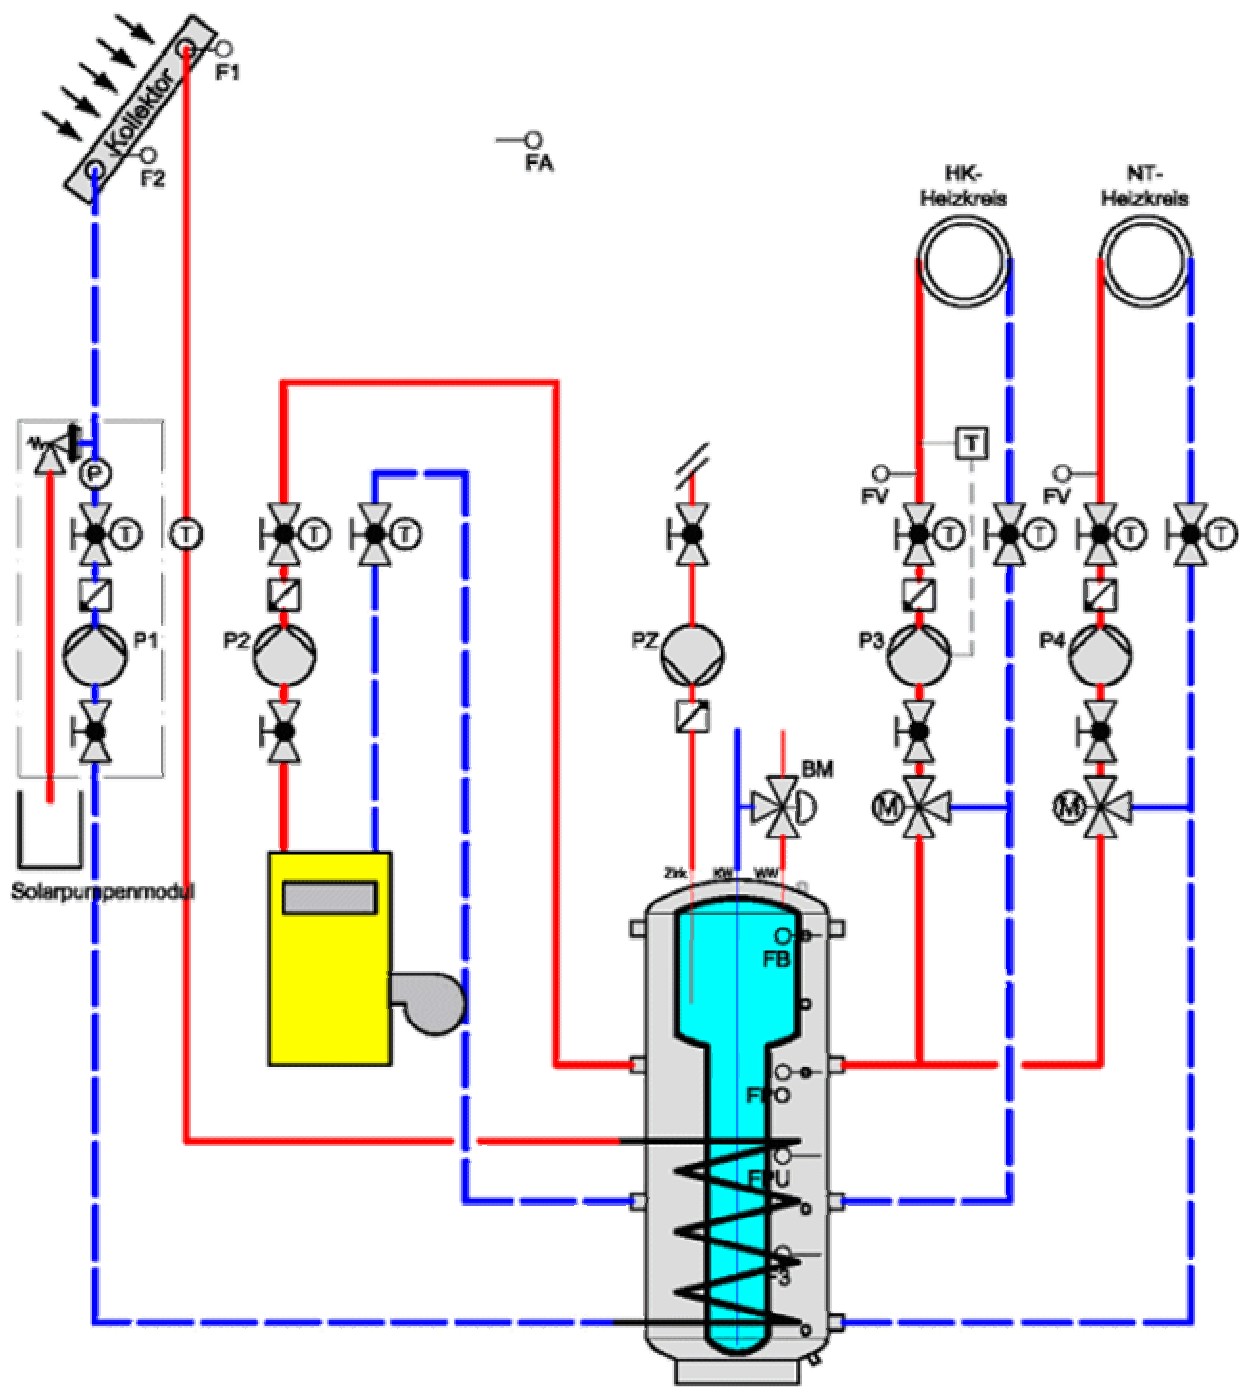 F1
Kollektor
F2
FA
HK-
Heizkreis
NT-
Heizkreis
T
FV
FV
P
T
T
T
T
T
T
T
T
P1
P2
PZ
P3
P4
BM
M
M
Zirk.
KW
WW
Solarpumpenmodul
FB
FPO
FPU
F3